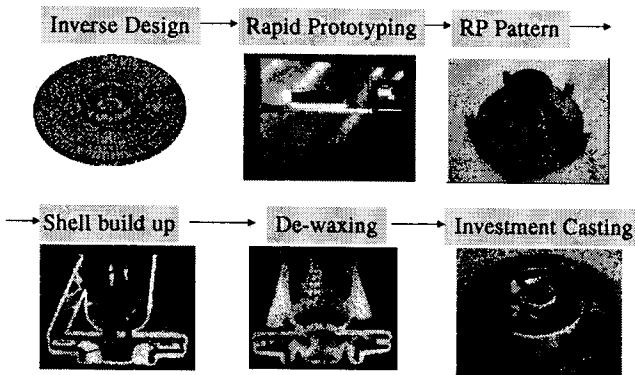 Inverse Design
Rapid Prototyping
RP Pattern
Shell build up
De-waxing
Investment Casting